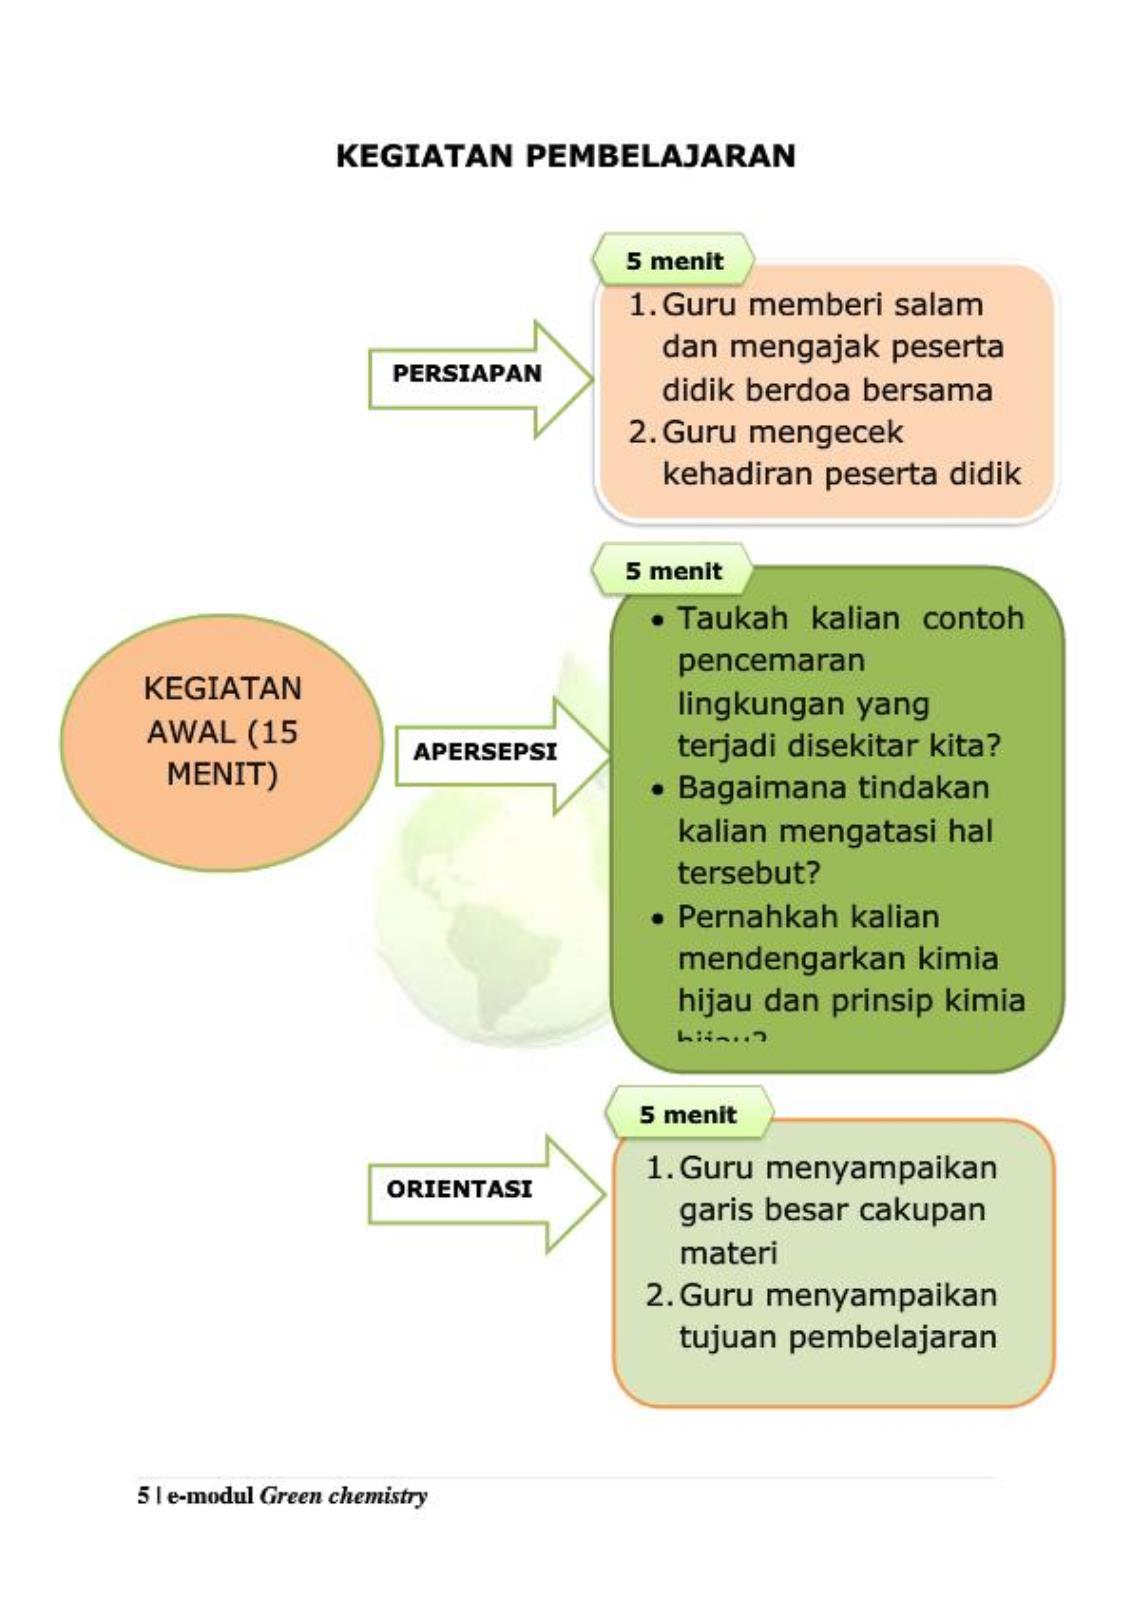 KEGIATAN PEMBELAJARAN
5 menit
PERSIAPAN
1. Guru memberi salam
dan mengajak peserta
didik berdoa bersama
2. Guru mengecek
kehadiran peserta didik
KEGIATAN
AWAL (15
MENIT)
5 menit
APERSEPSI
• Taukah kalian contoh
pencemaran
lingkungan yang
terjadi disekitar kita?
• Bagaimana tindakan
kalian mengatasi hal
tersebut?
• Pernahkah kalian
mendengarkan kimia
hijau dan prinsip kimia
hijau?
5 menit
ORIENTASI
1. Guru menyampaikan
garis besar cakupan
materi
2. Guru menyampaikan
tujuan pembelajaran
5 | e-modul Green chemistry